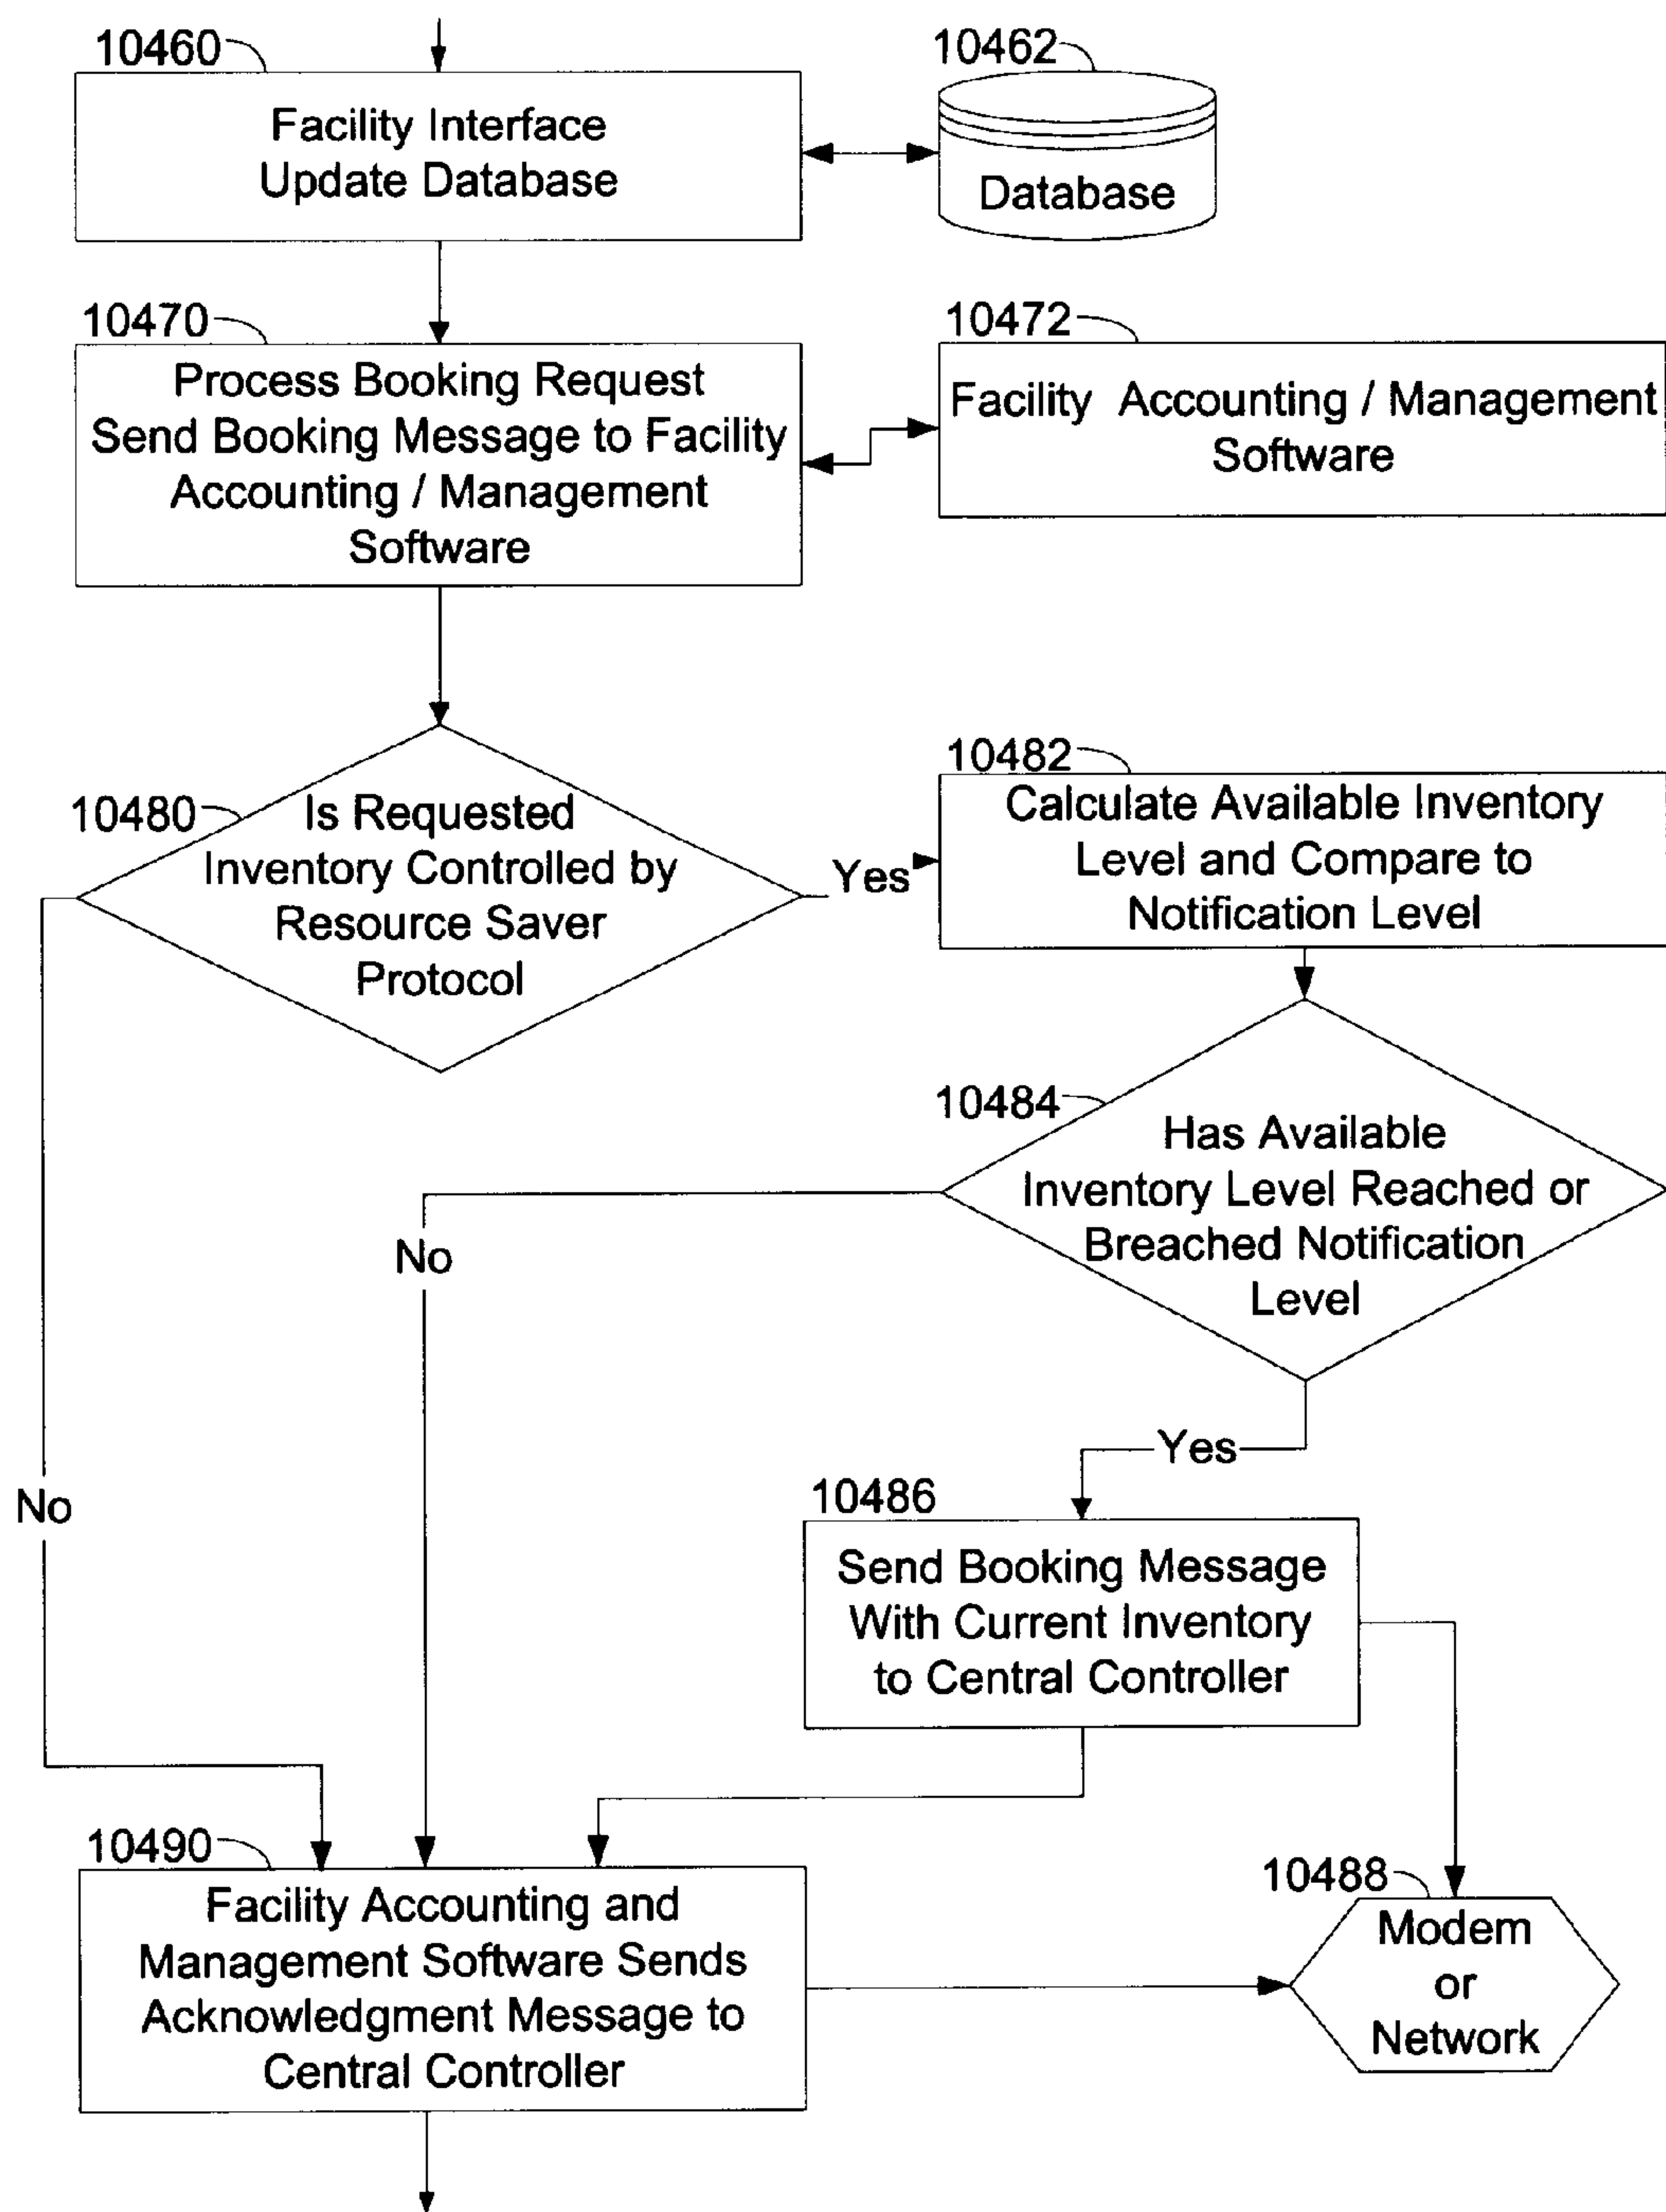 10460
Facility Interface
Update Database
10462
Database
10470
Process Booking Request
Send Booking Message to Facility
Accounting / Management
Software
10472
Facility Accounting / Management
Software
10480
Is Requested
Inventory Controlled by
Resource Saver
Protocol
Yes
No
10482
Calculate Available Inventory
Level and Compare to
Notification Level
10484
Has Available
Inventory Level Reached or
Breached Notification
Level
No
Yes
10486
Send Booking Message
With Current Inventory
to Central Controller
10490
Facility Accounting and
Management Software Sends
Acknowledgment Message to
Central Controller
10488
Modem
or
Network